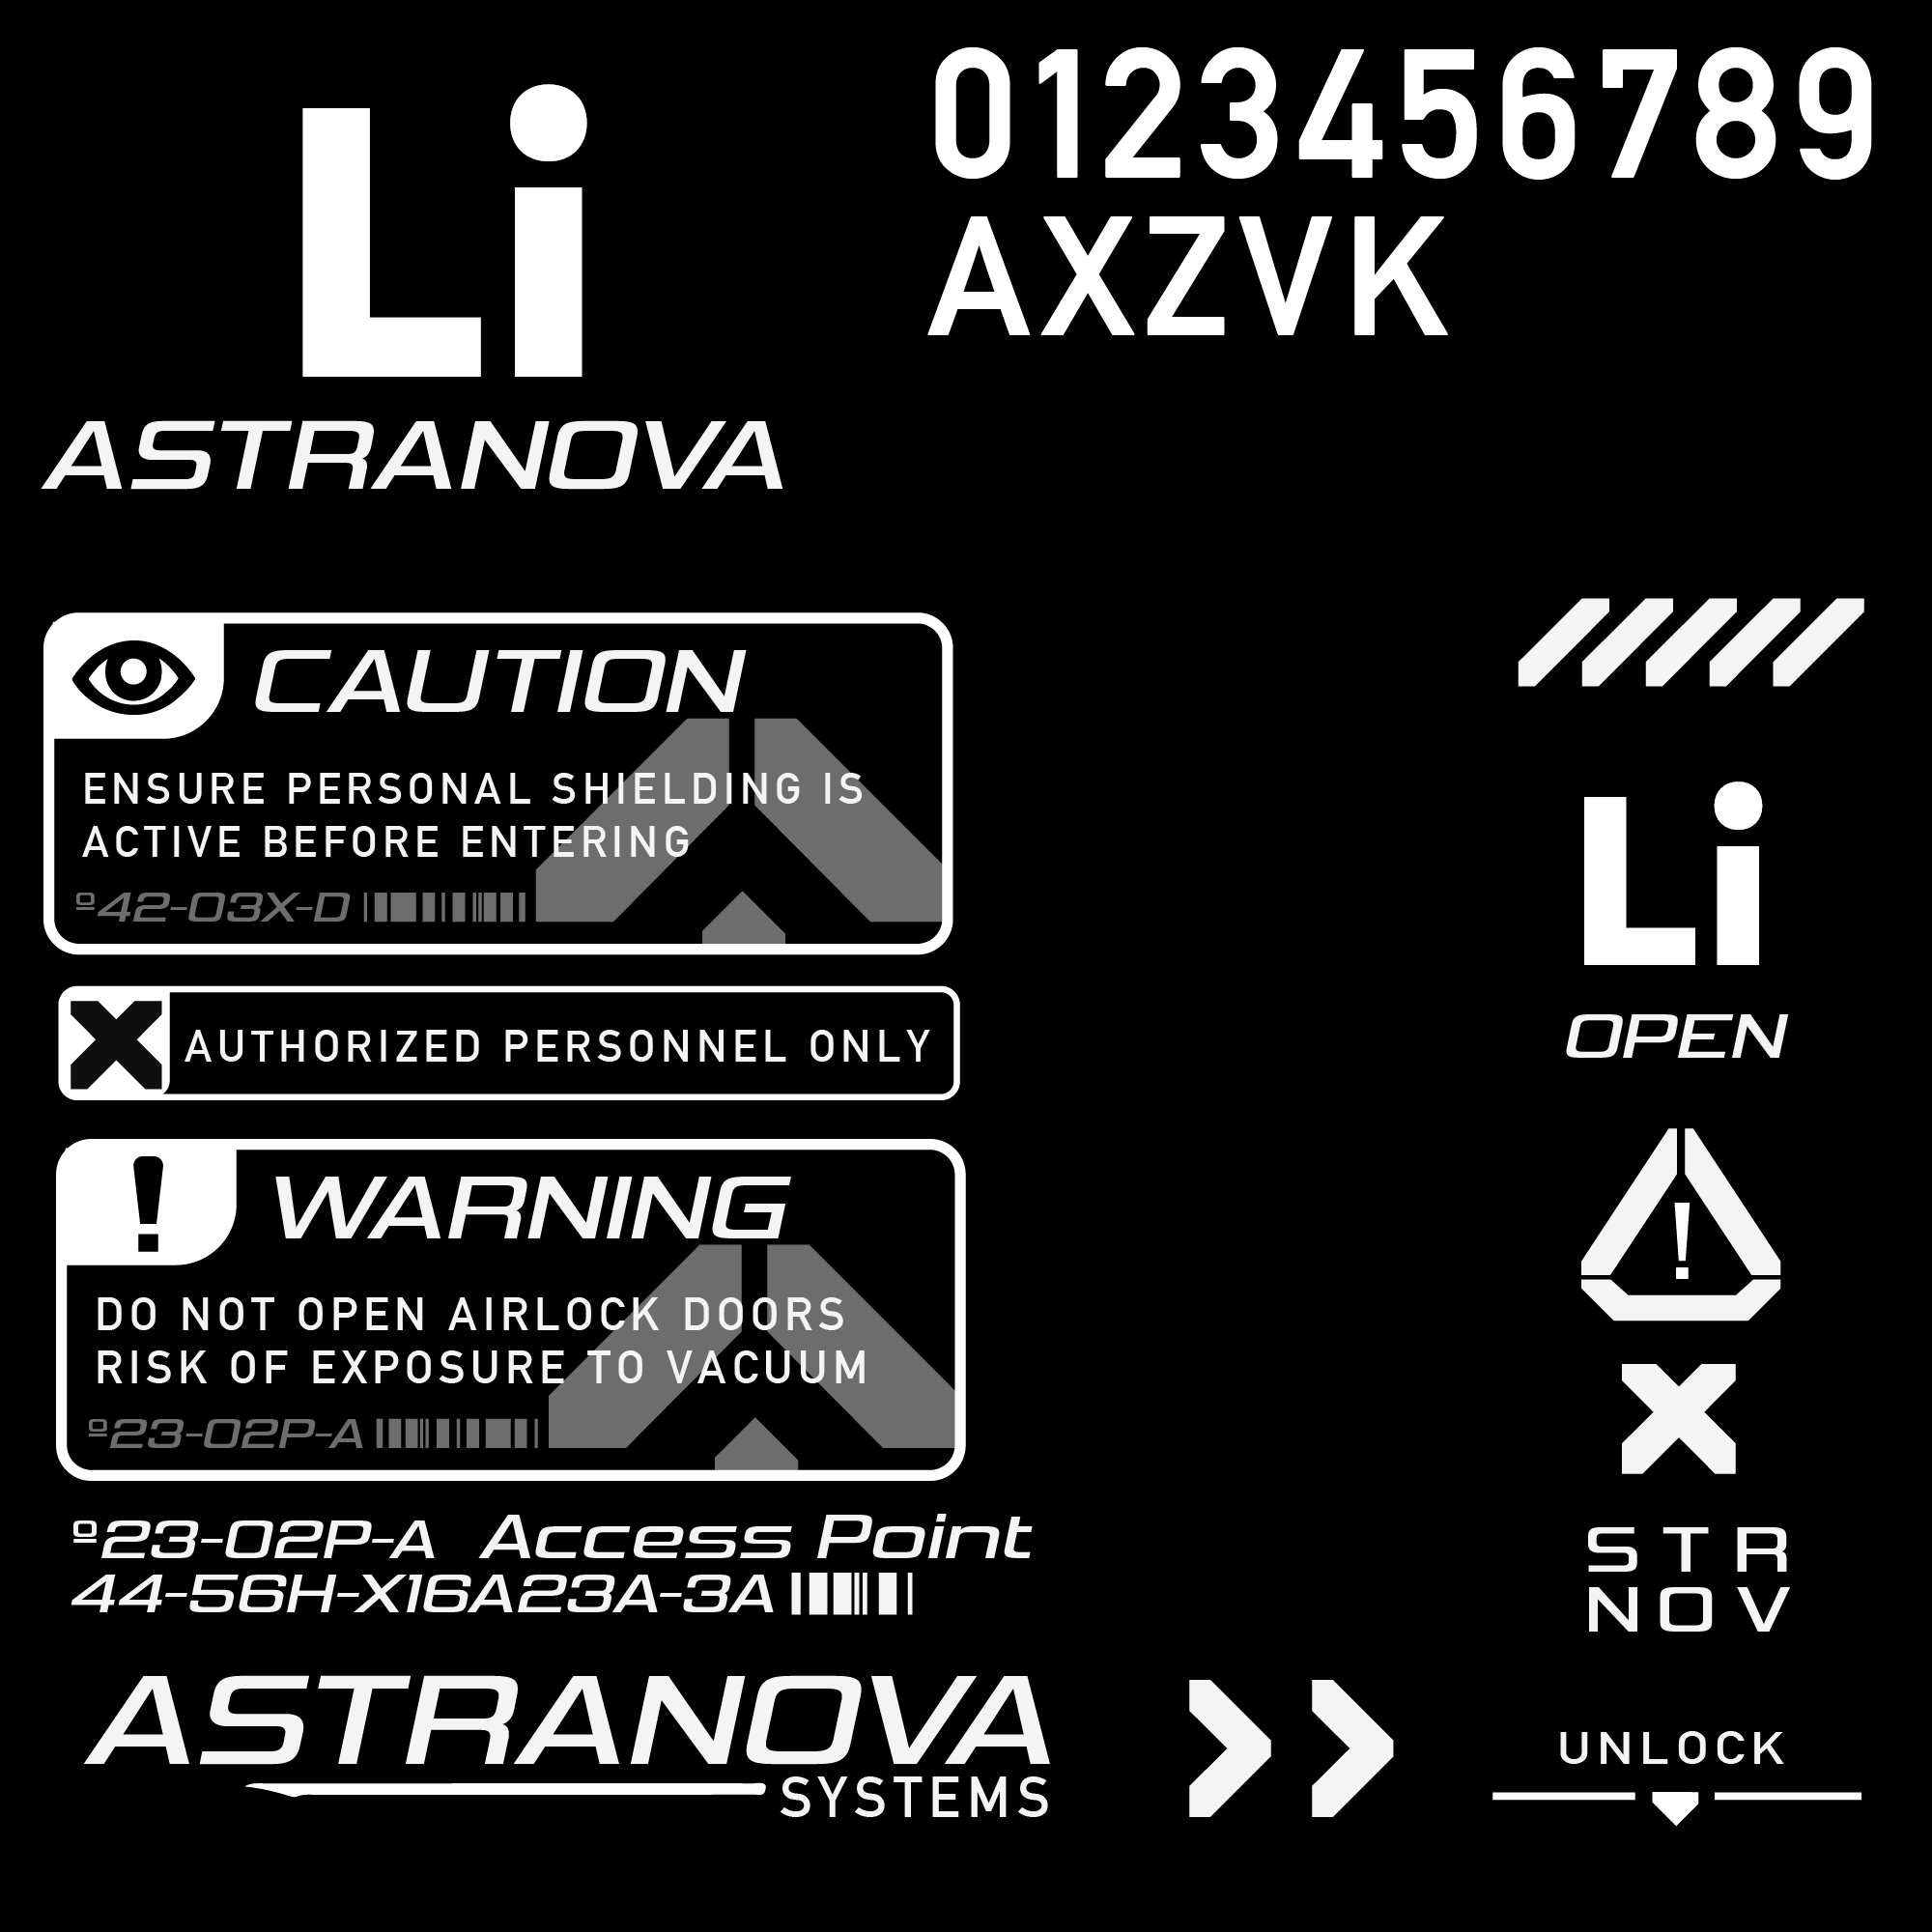 Li
ASTRANOVA
0123456789
AXZVK
CAUTION
ENSURE PERSONAL SHIELDING IS
ACTIVE BEFORE ENTERING
º42-03X-D
AUTHORIZED PERSONNEL ONLY
!
WARNING
DO NOT OPEN AIRLOCK DOORS
RISK OF EXPOSURE TO VACUUM
º23-02P-A
º23-02P-A Access Point
44-56H-X16A23A-3A
ASTRANOVA
SYSTEMS
Li
OPEN
!
STR
NOV
UNLOCK